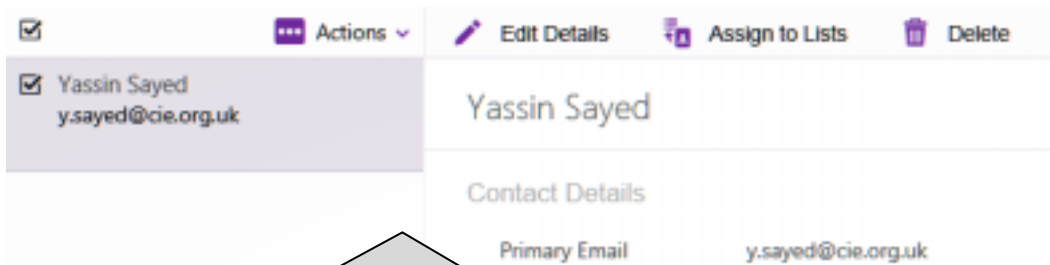 Actions
Edit Details
Assign to Lists
Delete
Yassin Sayed
y.sayed@cie.org.uk
Yassin Sayed
Contact Details
Primary Email y.sayed@cie.org.uk